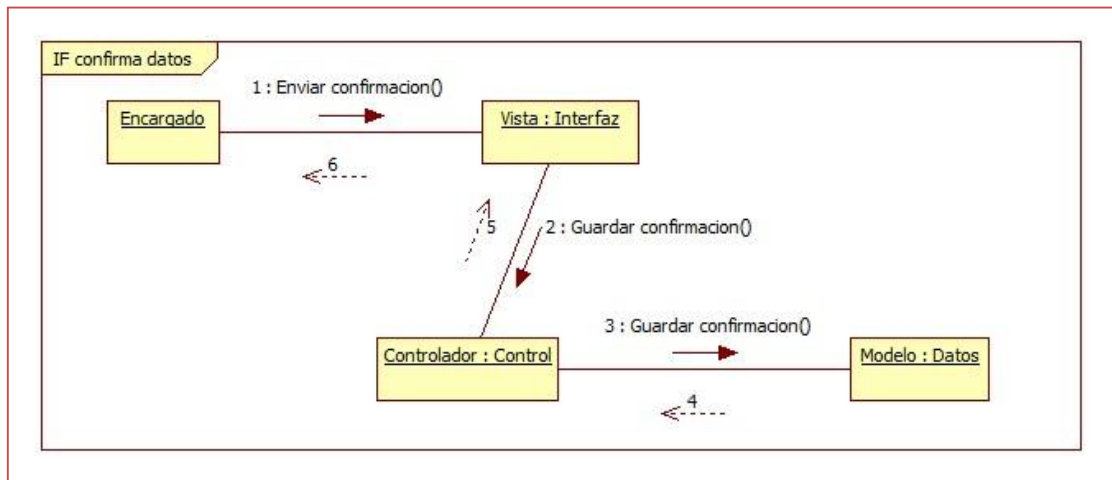 IF confirma datos
1 : Enviar confirmacion()
Encargado
Vista : Interfaz
6
5
2 : Guardar confirmacion()
3 : Guardar confirmacion()
Controlador : Control
Modelo : Datos
4